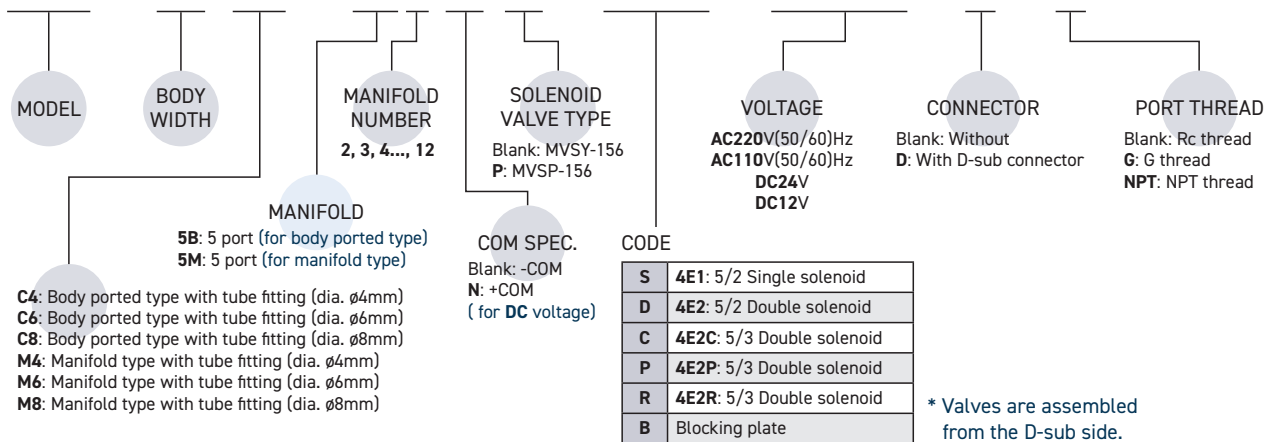 MODEL
BODY
WIDTH
MANIFOLD
NUMBER
2, 3, 4..., 12
SOLENOID
VALVE TYPE
Blank: MVSY-156
P: MVSP-156
VOLTAGE
AC220V(50/60)Hz
AC110V(50/60)Hz
DC24V
DC12V
CONNECTOR
Blank: Without
D: With D-sub connector
PORT THREAD
Blank: Rc thread
G: G thread
NPT: NPT thread
MANIFOLD
5B: 5 port (for body ported type)
5M: 5 port (for manifold type)
COM SPEC.
Blank: -COM
N: +COM
( for DC voltage)
C4: Body ported type with tube fitting (dia. ø4mm)
C6: Body ported type with tube fitting (dia. ø6mm)
C8: Body ported type with tube fitting (dia. ø8mm)
M4: Manifold type with tube fitting (dia. ø4mm)
M6: Manifold type with tube fitting (dia. ø6mm)
M8: Manifold type with tube fitting (dia. ø8mm)
CODE
S 4E1: 5/2 Single solenoid
D 4E2: 5/2 Double solenoid
C 4E2C: 5/3 Double solenoid
P 4E2P: 5/3 Double solenoid
R 4E2R: 5/3 Double solenoid
B Blocking plate
* Valves are assembled
from the D-sub side.